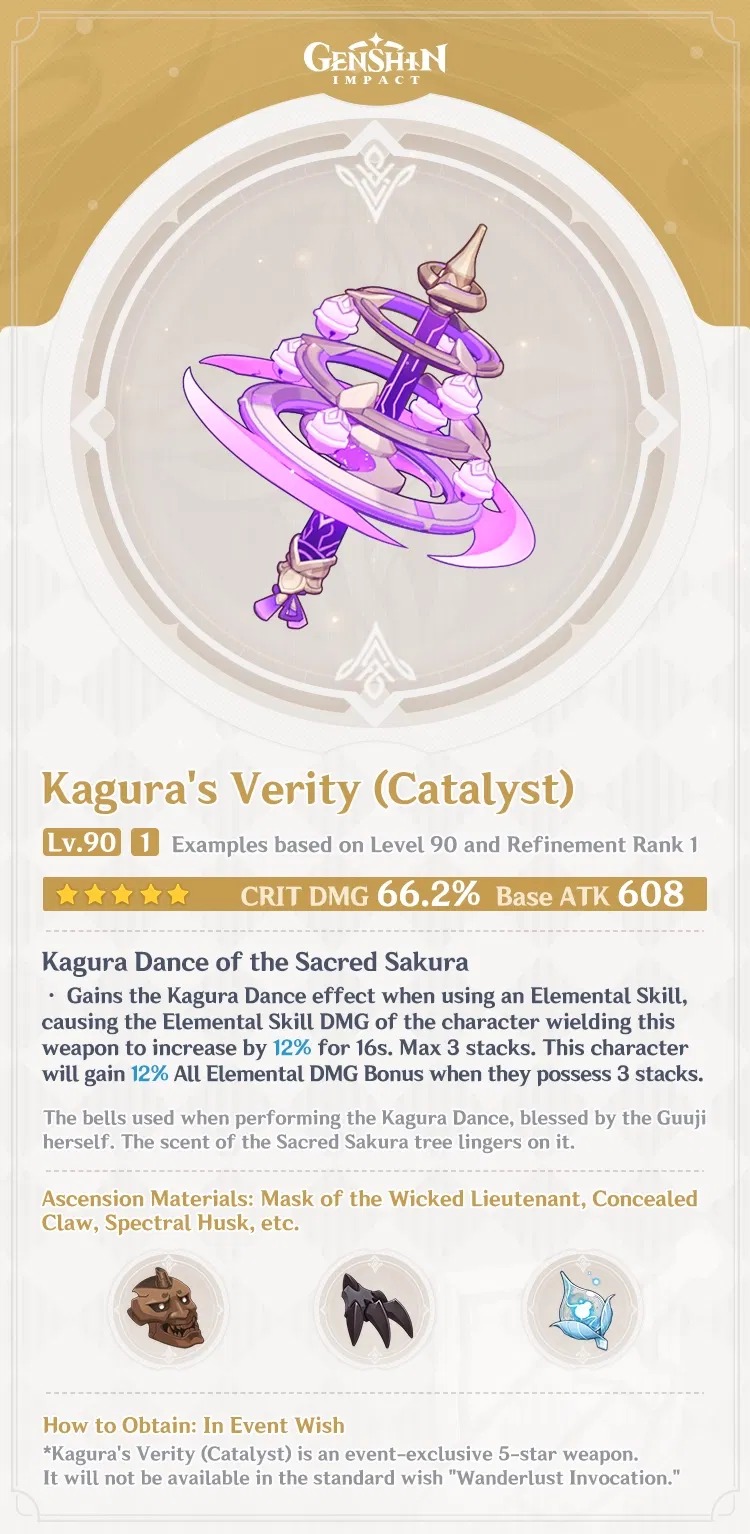 GENSHIN
IMPACT
Kagura's Verity (Catalyst)
Lv.90 1 Examples based on Level 90 and Refinement Rank 1
CRIT DMG 66.2% Base ATK 608
Kagura Dance of the Sacred Sakura
· Gains the Kagura Dance effect when using an Elemental Skill,
causing the Elemental Skill DMG of the character wielding this
weapon to increase by 12% for 16s. Max 3 stacks. This character
will gain 12% All Elemental DMG Bonus when they possess 3 stacks.
The bells used when performing the Kagura Dance, blessed by the Guuji
herself. The scent of the Sacred Sakura tree lingers on it.
Ascension Materials: Mask of the Wicked Lieutenant, Concealed
Claw, Spectral Husk, etc.
How to Obtain: In Event Wish
*Kagura's Verity (Catalyst) is an event-exclusive 5-star weapon.
It will not be available in the standard wish "Wanderlust Invocation."